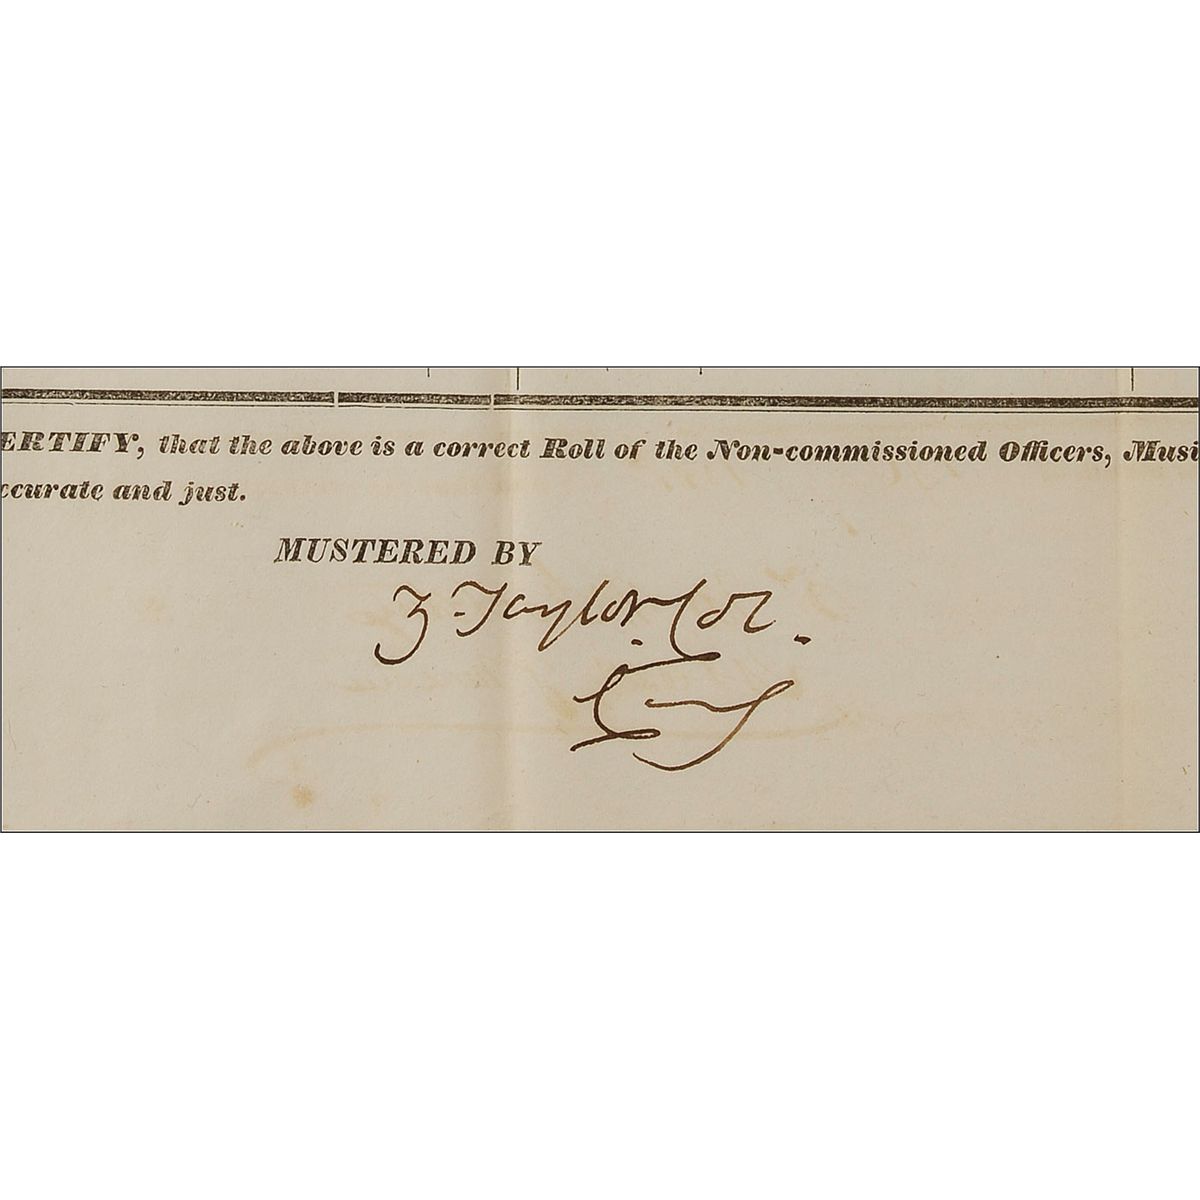 ERTIFY, that the above is a correct Roll of the Non-commissioned Officers, Musi
ccurate and just.
MUSTERED BY
Z. Taylor Col.